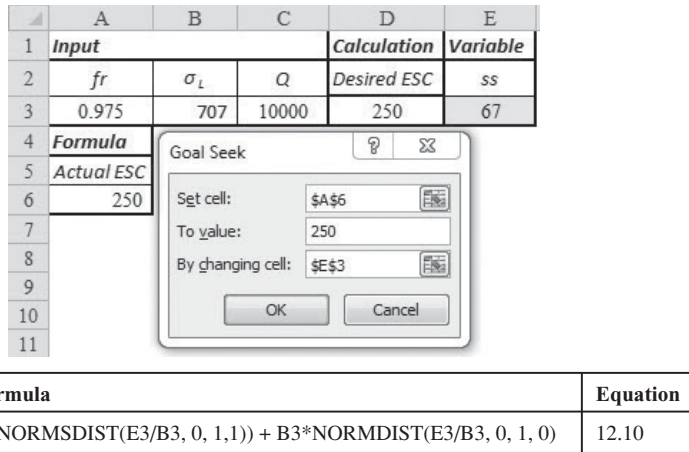 A B C D E
1 Input Calculation Variable
2 fr σL Q Desired ESC ss
3 0.975 707 10000 250 67
4 Formula
5 Actual ESC
6 250
7
8
9
10
11
Goal Seek
Set cell: $A$6
To value: 250
By changing cell: $E$3
OK Cancel
rmula Equation
NORMSDIST(E3/B3, 0, 1,1)) + B3*NORMDIST(E3/B3, 0, 1, 0) 12.10